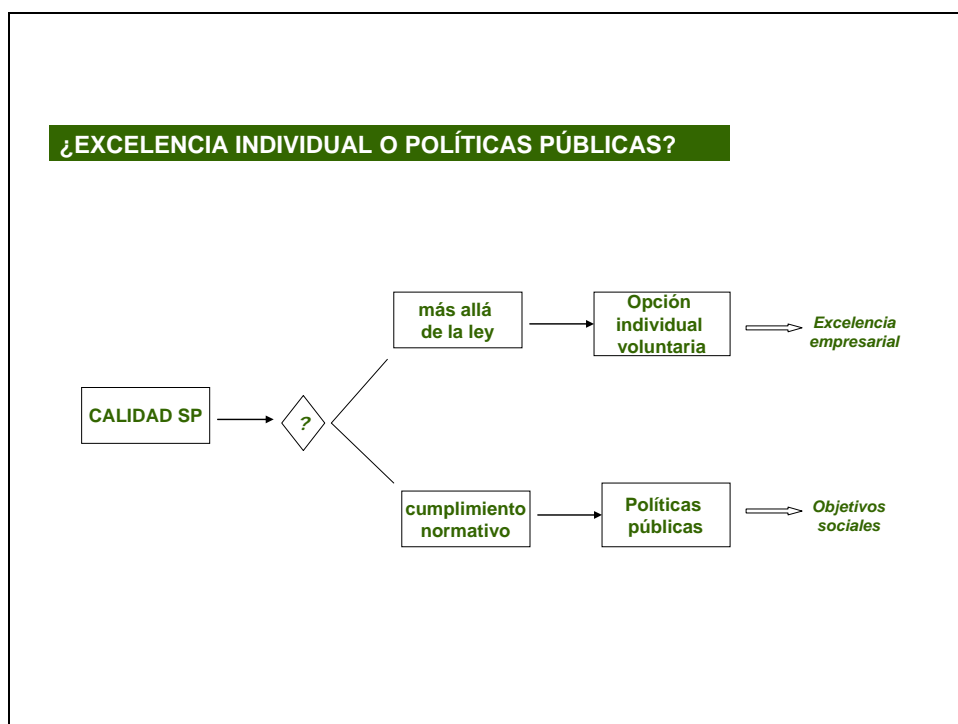 ¿EXCELENCIA INDIVIDUAL O POLÍTICAS PÚBLICAS?
más allá
de la ley
Opción
individual
voluntaria
Excelencia
empresarial
CALIDAD SP
?
cumplimiento
normativo
Políticas
públicas
Objetivos
sociales